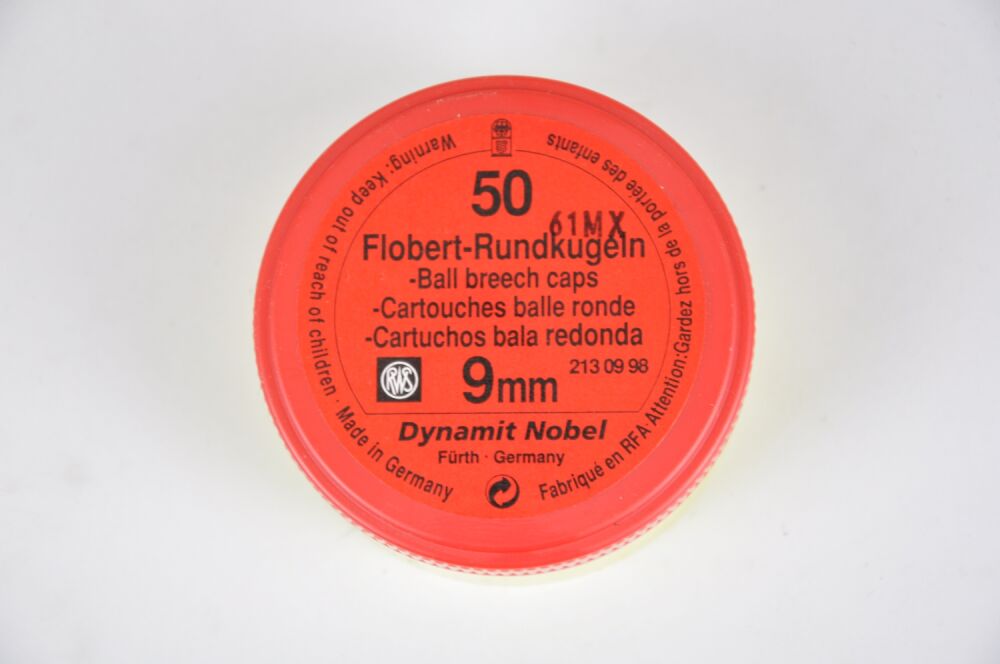 50
61MX
Flobert-Rundkugeln
-Ball breech caps
-Cartouches balle ronde
-Cartuchos bala redonda
RWS
9mm
213 09 98
Dynamit Nobel
Fürth · Germany
Warning: Keep out of reach of children · Made in Germany
Fabriqué en RFA·Attention:Gardez hors de la portée des enfants